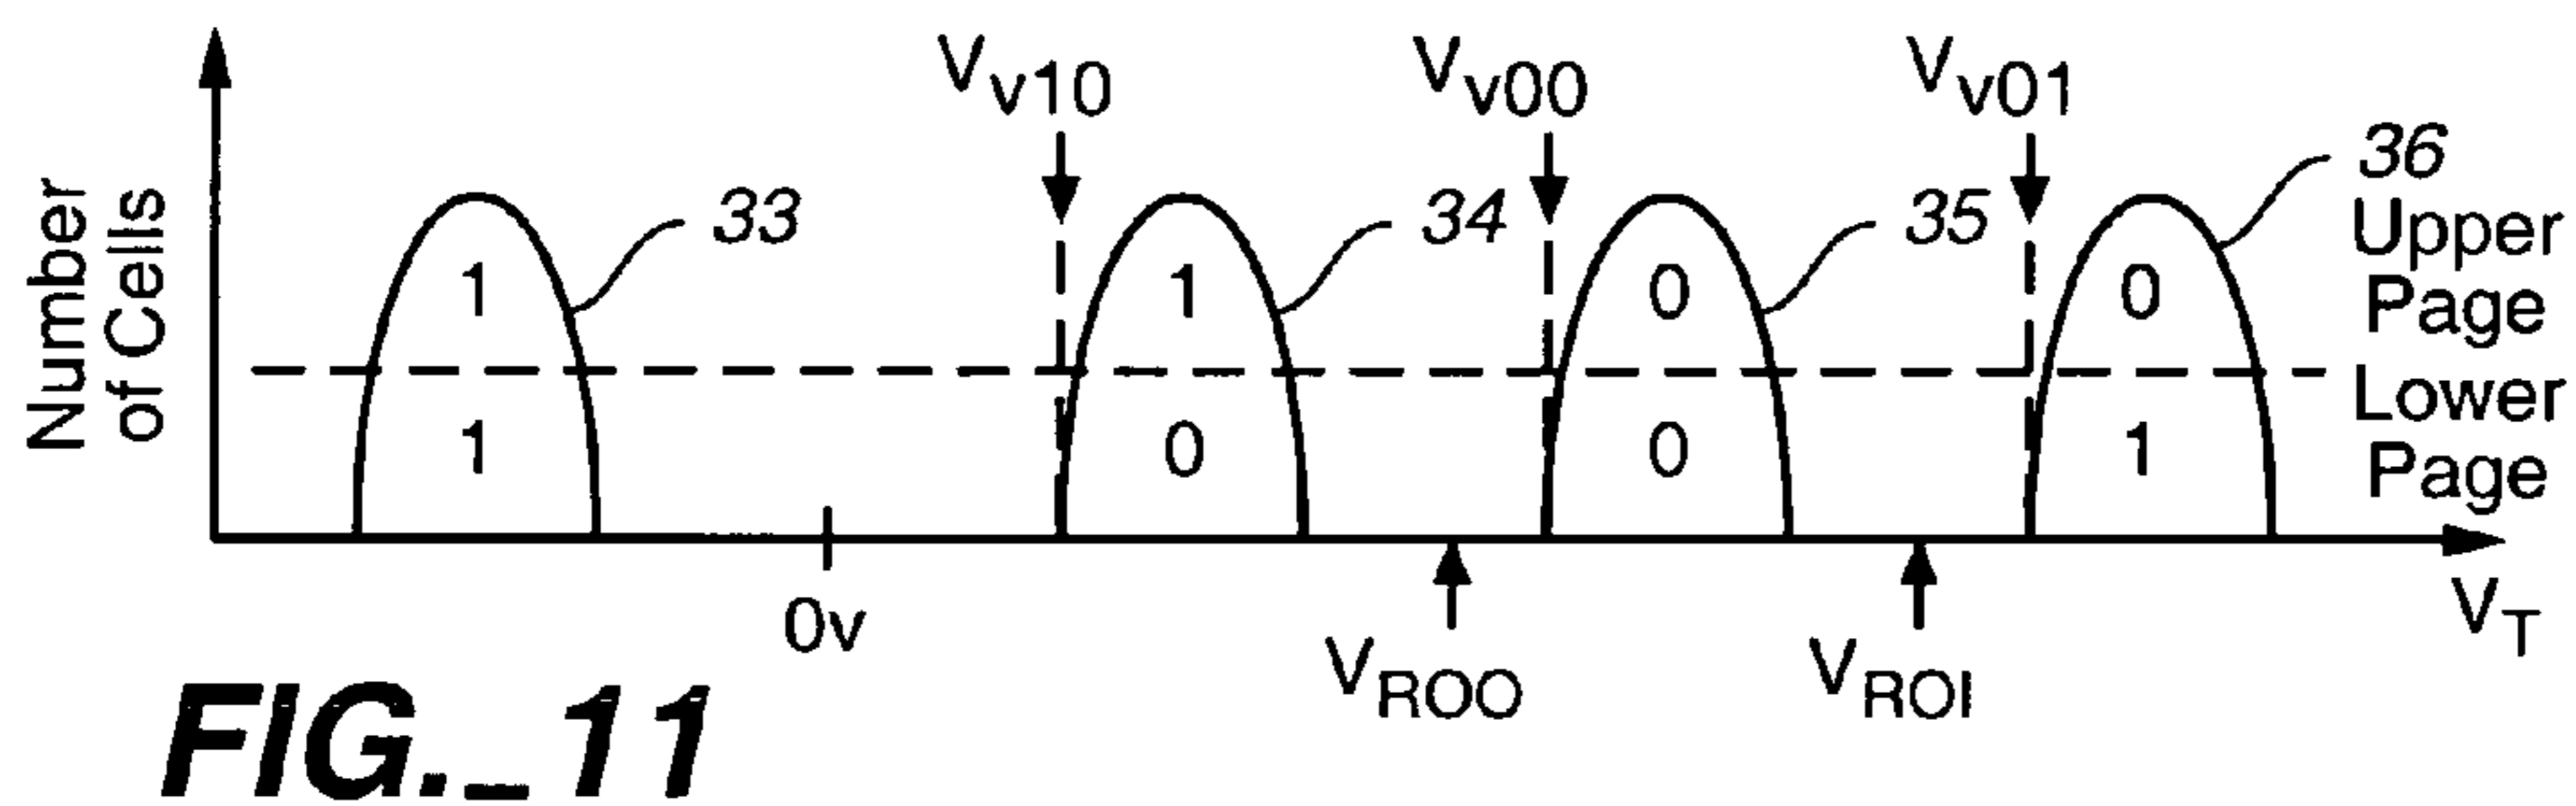 Number
of Cells
Vv10
Vv00
Vv01
33
34
35
36
Upper
Page
Lower
Page
1
1
0
0
1
0
0
1
0v
VROO
VROI
VT
FIG._11